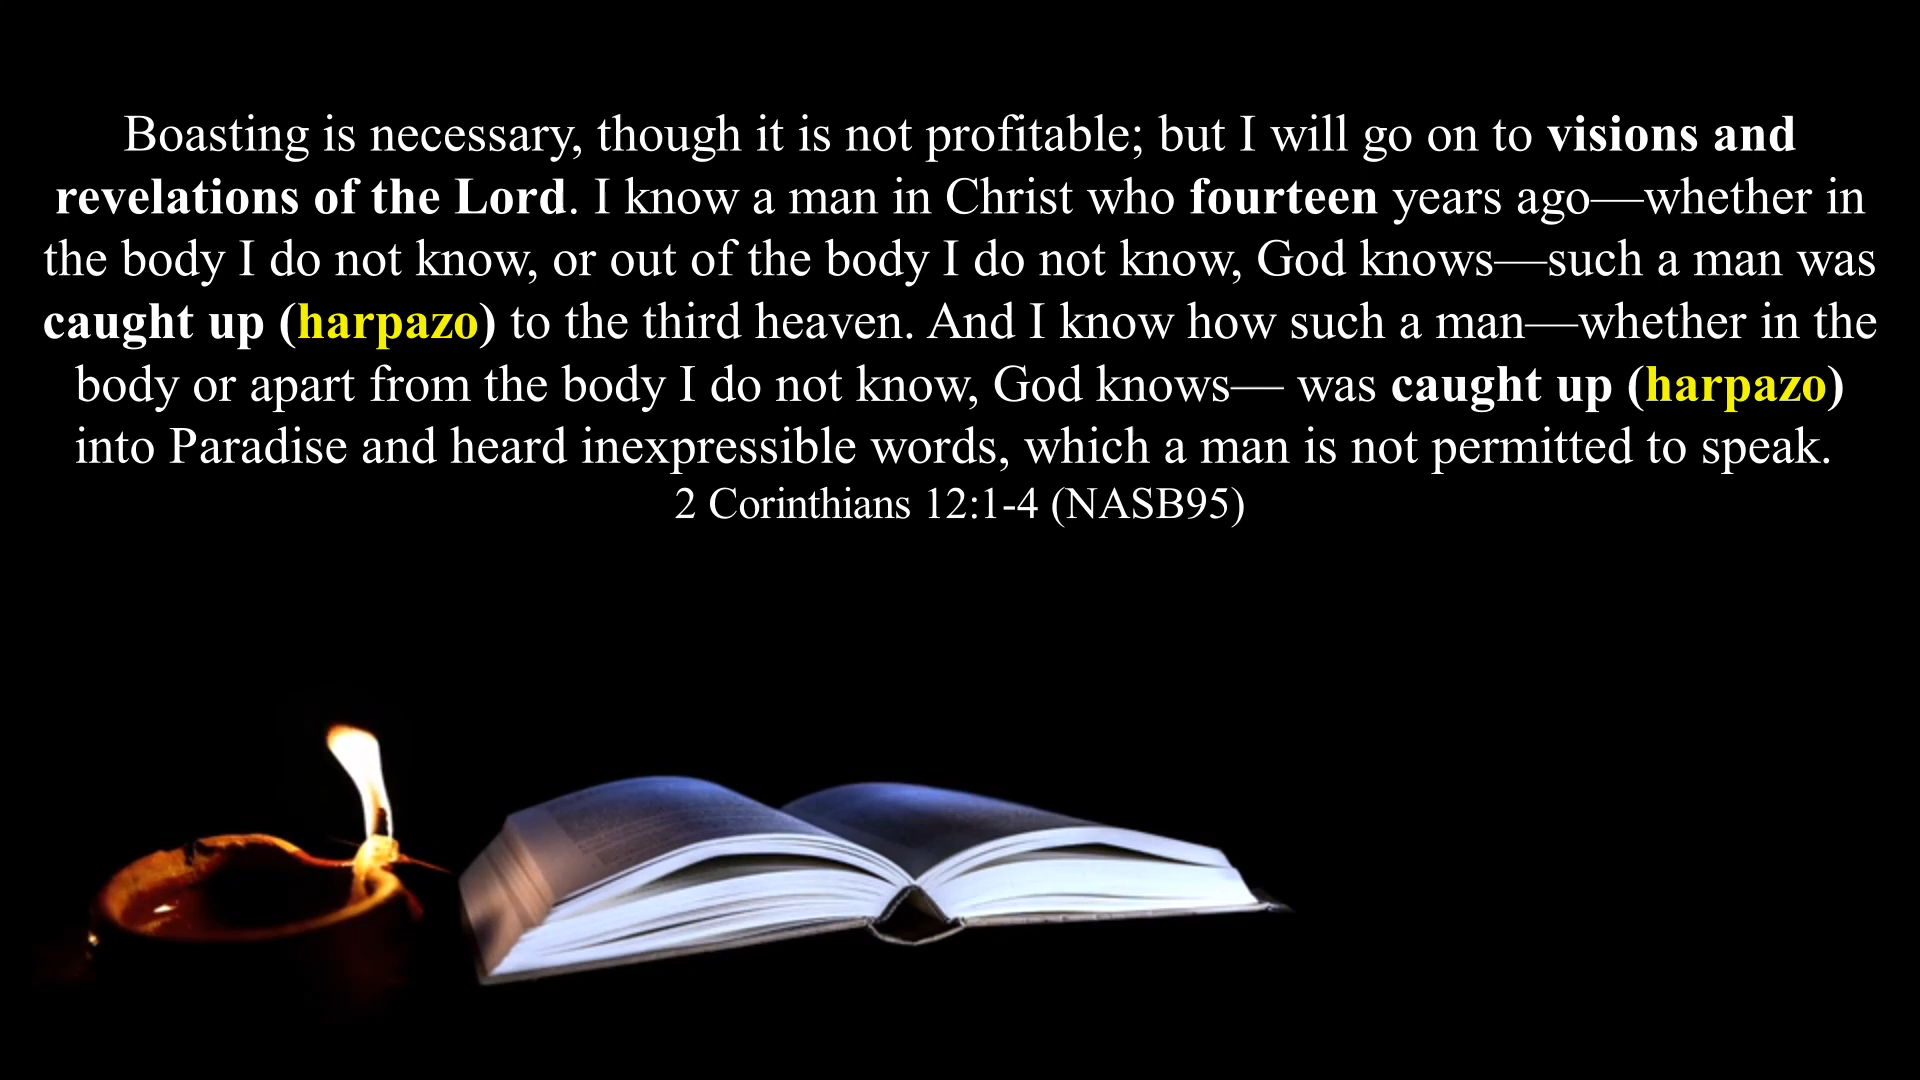 Boasting is necessary, though it is not profitable; but I will go on to visions and
revelations of the Lord. I know a man in Christ who fourteen years ago—whether in
the body I do not know, or out of the body I do not know, God knows—such a man was
caught up (harpazo) to the third heaven. And I know how such a man—whether in the
body or apart from the body I do not know, God knows— was caught up (harpazo)
into Paradise and heard inexpressible words, which a man is not permitted to speak.
2 Corinthians 12:1-4 (NASB95)